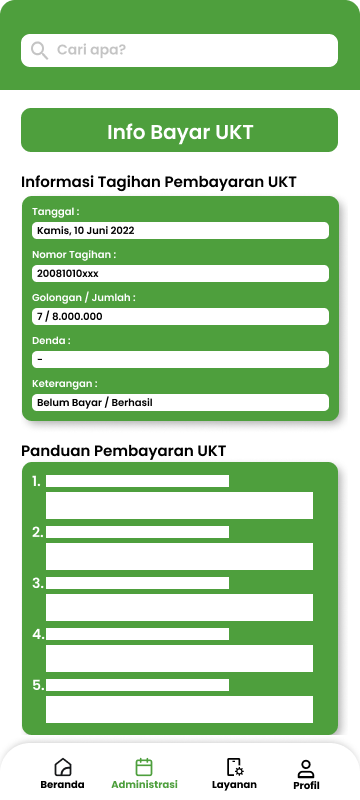 Cari apa?
Info Bayar UKT
Informasi Tagihan Pembayaran UKT
Tanggal :
Kamis, 10 Juni 2022
Nomor Tagihan :
20081010xxx
Golongan / Jumlah :
7 / 8.000.000
Denda :
-
Keterangan :
Belum Bayar / Berhasil
Panduan Pembayaran UKT
1.
2.
3.
4.
5.
Beranda Administrasi Layanan Profil